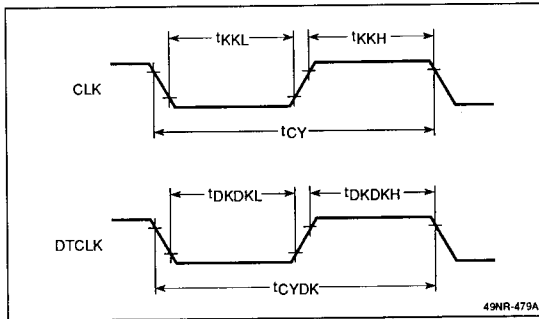 tKKL
tKKH
CLK
tCY
tDKDKL
tDKDKH
DTCLK
tCYDK
49NR-479A